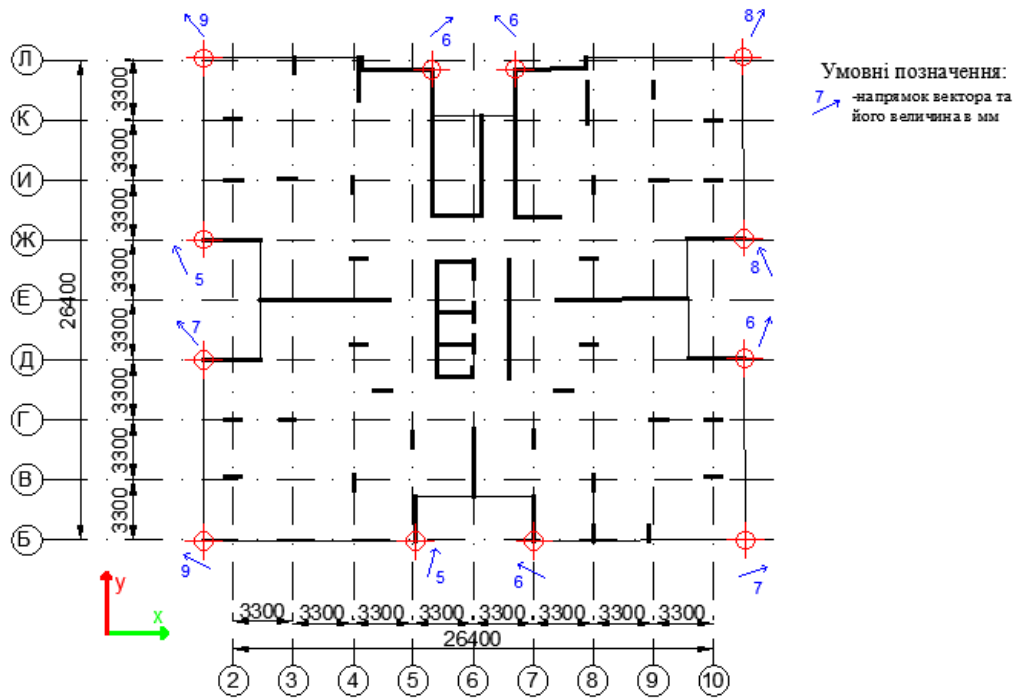 9
6
6
8
Л
К
И
Ж
Е
Д
Г
В
Б
3300
3300
3300
3300
3300
3300
3300
3300
26400
Умовні позначення:
7 -напрямок вектора та
його величина в мм
5
8
7
6
9
5
6
7
y
x
3300 3300 3300 3300 3300 3300 3300 3300
26400
2 3 4 5 6 7 8 9 10